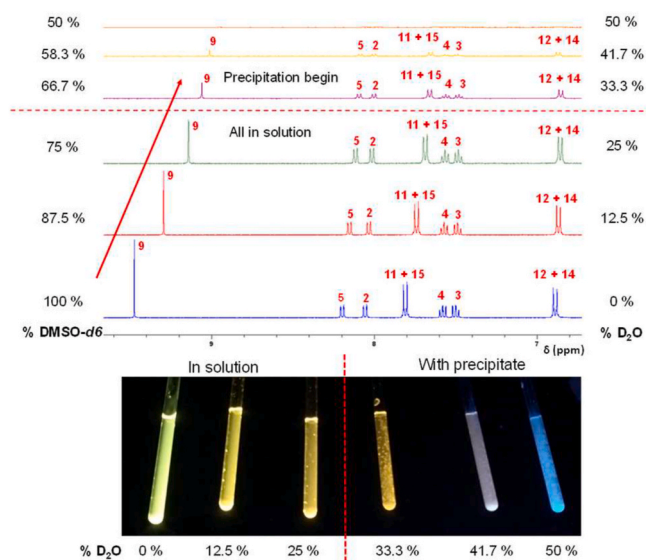 50 % 50 %
58.3 % 9 5 2 11 + 15 4 3 12 + 14 41.7 %
66.7 % 9 Precipitation begin 5 2 11 + 15 4 3 12 + 14 33.3 %
75 % 9 All in solution 5 2 11 + 15 4 3 12 + 14 25 %
87.5 % 9 5 2 11 + 15 4 3 12 + 14 12.5 %
100 % 9 5 2 11 + 15 4 3 12 + 14 0 %
% DMSO-d6 9 8 7 δ (ppm) % D₂O
In solution With precipitate
% D₂O 0 % 12.5 % 25 % 33.3 % 41.7 % 50 %